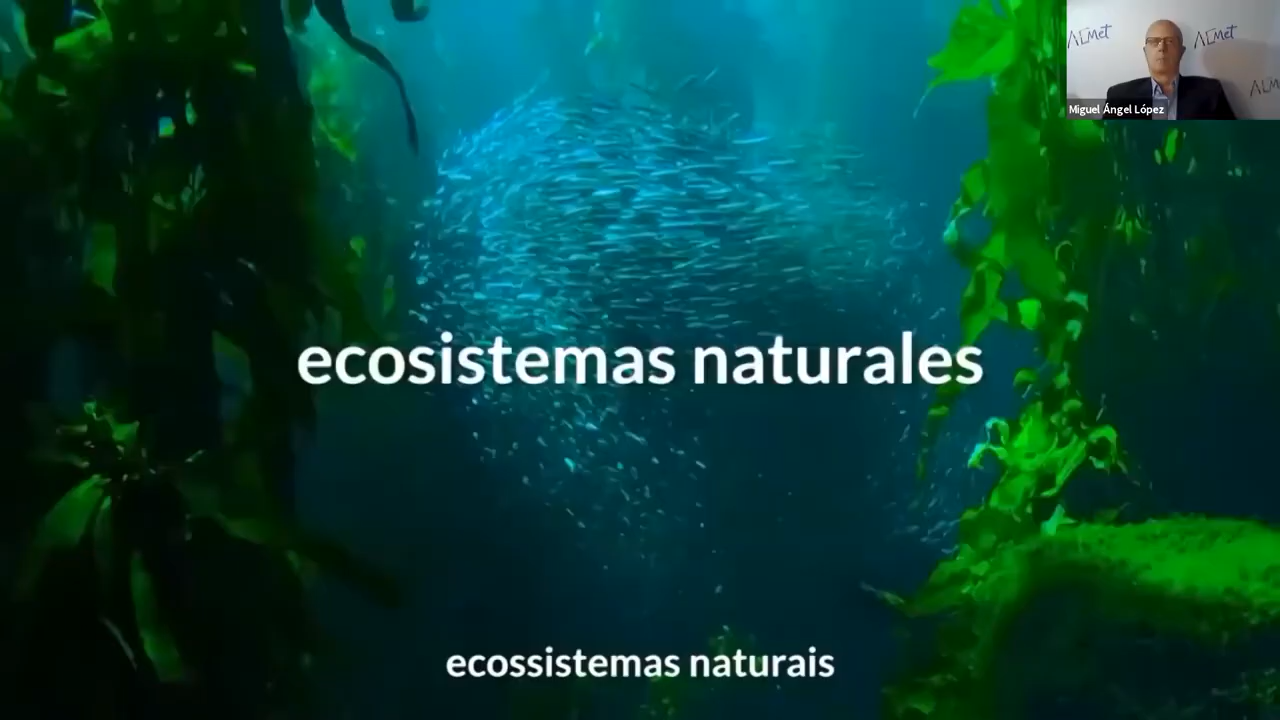 AEMet AEMet
Miguel Ángel López
ecosistemas naturales
ecossistemas naturais